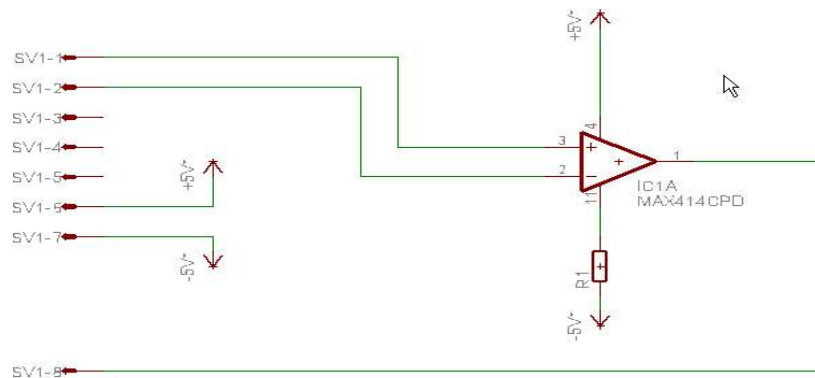 +5V*
SV1-1
SV1-2
SV1-3
SV1-4
SV1-5
SV1-6
SV1-7
SV1-8
+5V*
-5V*
4
3
2
1
11
IC1A
MAX414CPD
R1
-5V*